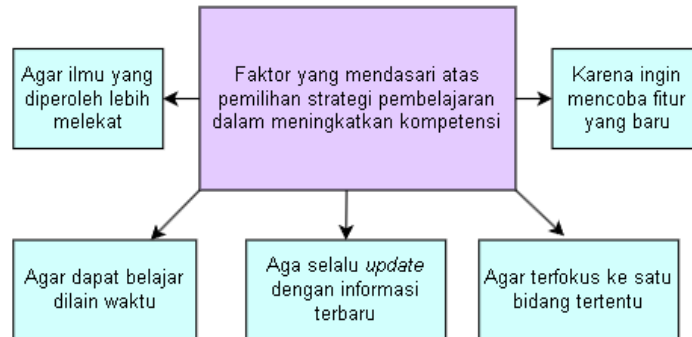 Faktor yang mendasari atas
pemilihan strategi pembelajaran
dalam meningkatkan kompetensi
Agar ilmu yang
diperoleh lebih
melekat
Karena ingin
mencoba fitur
yang baru
Agar dapat belajar
dilain waktu
Aga selalu update
dengan informasi
terbaru
Agar terfokus ke satu
bidang tertentu